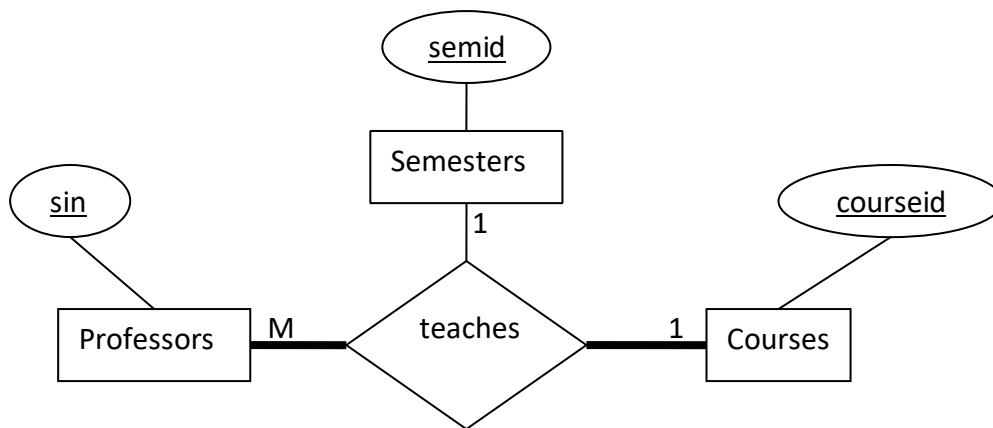 semid
Semesters
sin
courseid
1
Professors
M
teaches
1
Courses